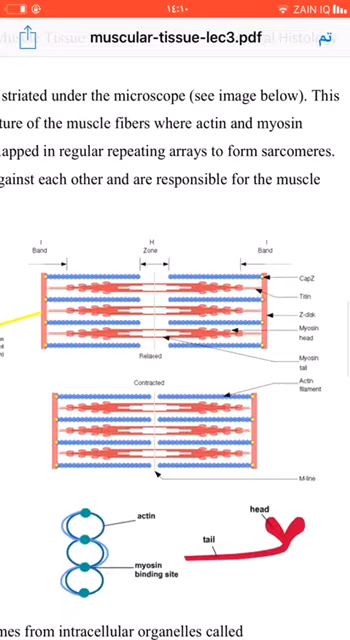 ١٤:١٠
ZAIN IQ
muscular-tissue-lec3.pdf
تم
striated under the microscope (see image below). This
ture of the muscle fibers where actin and myosin
lapped in regular repeating arrays to form sarcomeres.
gainst each other and are responsible for the muscle
I Band
H Zone
I Band
CapZ
Titin
Z-disk
Myosin head
Relaxed
Myosin tail
Contracted
Actin filament
M-line
actin
myosin binding site
head
tail
mes from intracellular organelles called